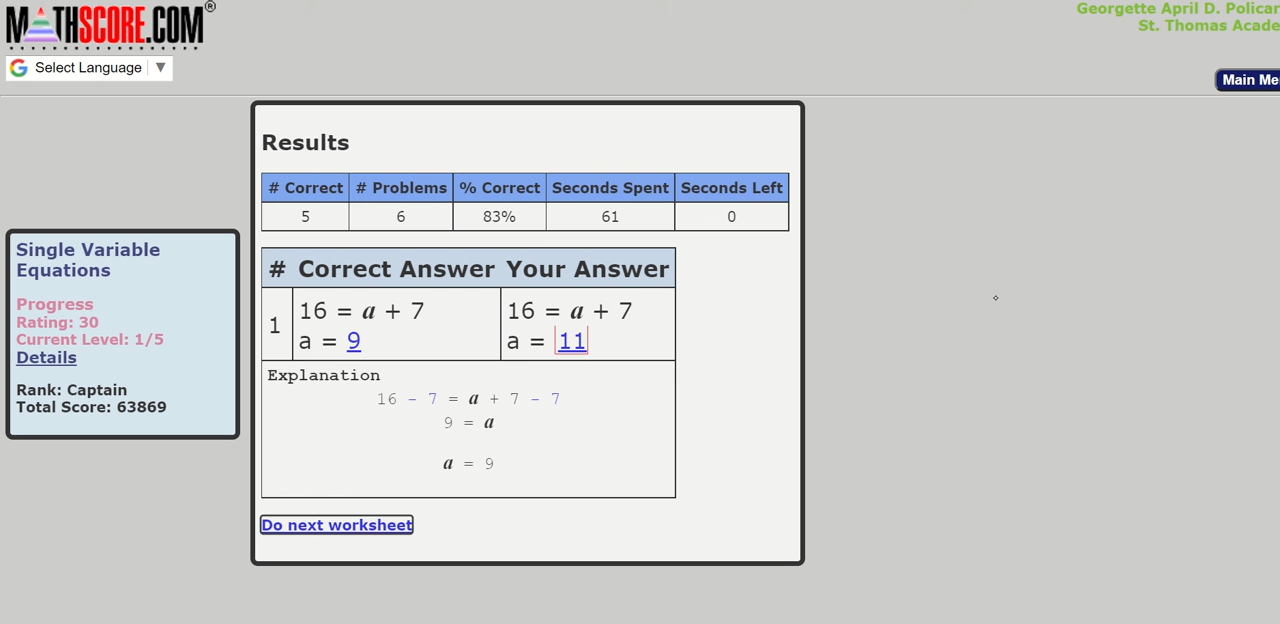 MATHSCORE.COM®
Georgette April D. Policar
St. Thomas Acade
Select Language ▼
Main Me
Results
# Correct # Problems % Correct Seconds Spent Seconds Left
5 6 83% 61 0
Single Variable
Equations
Progress
Rating: 30
Current Level: 1/5
Details
Rank: Captain
Total Score: 63869
# Correct Answer Your Answer
1 16 = a + 7 16 = a + 7
a = 9 a = 11
Explanation
16 - 7 = a + 7 - 7
9 = a
a = 9
Do next worksheet